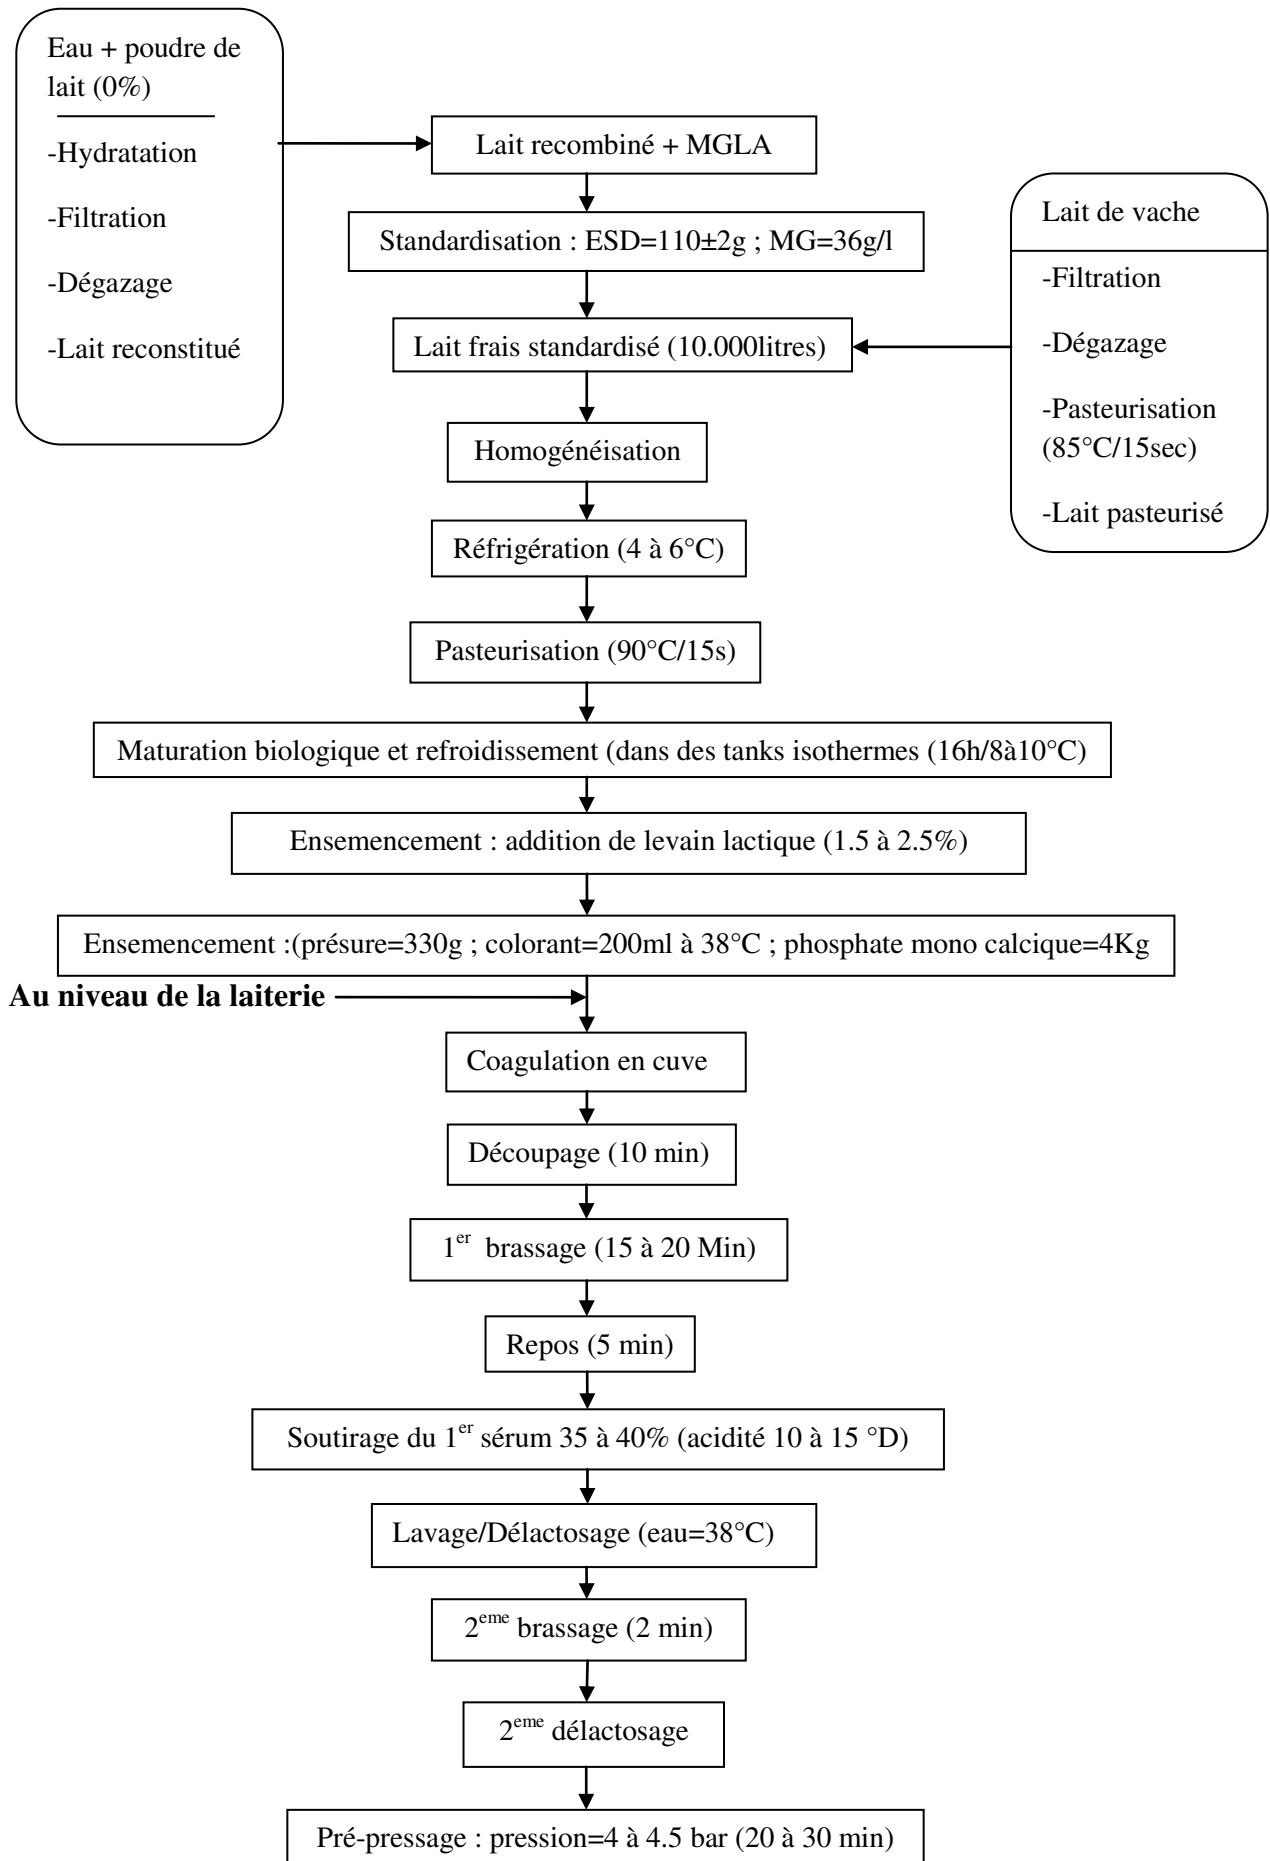 Eau + poudre de
lait (0%)
-Hydratation
-Filtration
-Dégazage
-Lait reconstitué
Lait recombiné + MGLA
Standardisation : ESD=110±2g ; MG=36g/l
Lait de vache
-Filtration
-Dégazage
-Pasteurisation
(85°C/15sec)
-Lait pasteurisé
Lait frais standardisé (10.000litres)
Homogénéisation
Réfrigération (4 à 6°C)
Pasteurisation (90°C/15s)
Maturation biologique et refroidissement (dans des tanks isothermes (16h/8à10°C)
Ensemencement : addition de levain lactique (1.5 à 2.5%)
Ensemencement :(présure=330g ; colorant=200ml à 38°C ; phosphate mono calcique=4Kg
Au niveau de la laiterie
Coagulation en cuve
Découpage (10 min)
1er brassage (15 à 20 Min)
Repos (5 min)
Soutirage du 1er sérum 35 à 40% (acidité 10 à 15 °D)
Lavage/Délactosage (eau=38°C)
2eme brassage (2 min)
2eme délactosage
Pré-pressage : pression=4 à 4.5 bar (20 à 30 min)